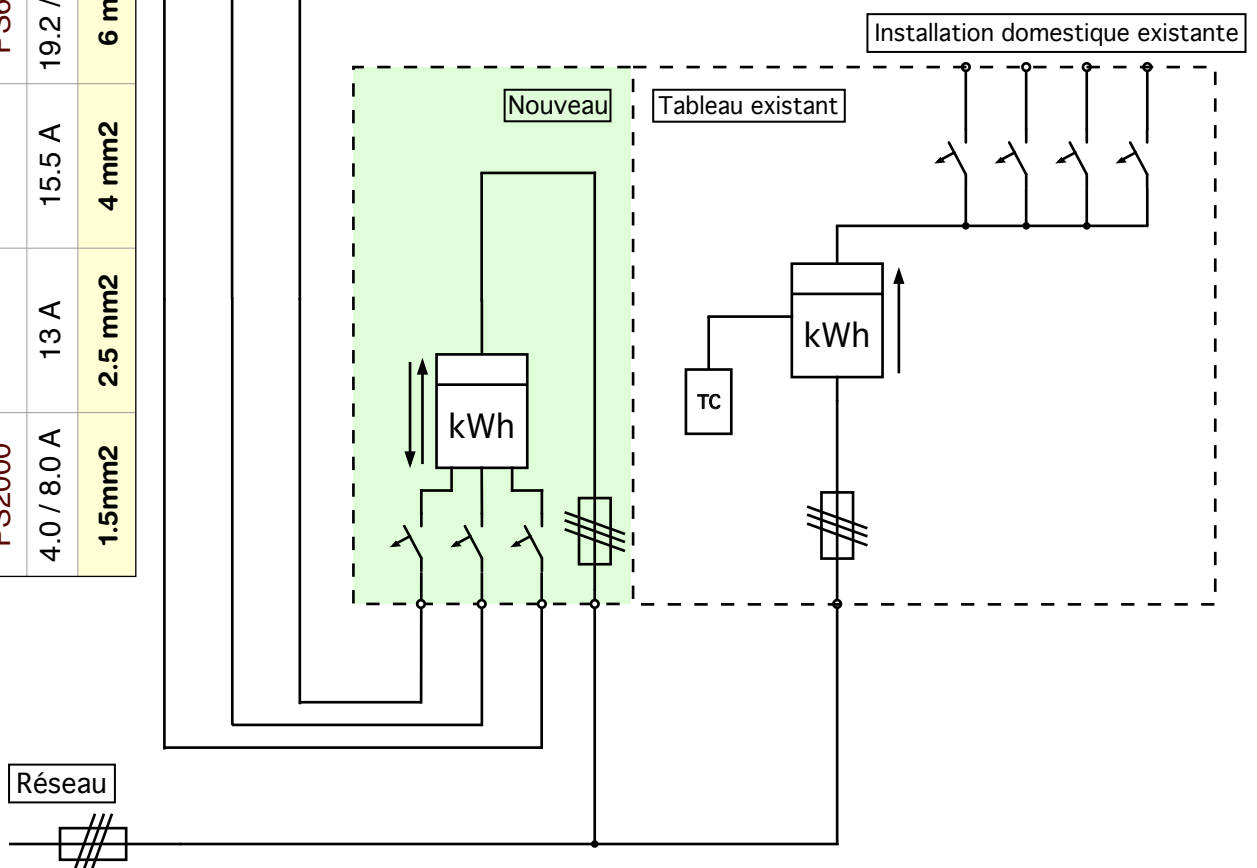 Installation domestique existante
Nouveau
Tableau existant
kWh
TC
kWh
Réseau
PS2000
4.0 / 8.0 A 13 A 15.5 A 19.2 /
1.5mm2 2.5 mm2 4 mm2 6 m